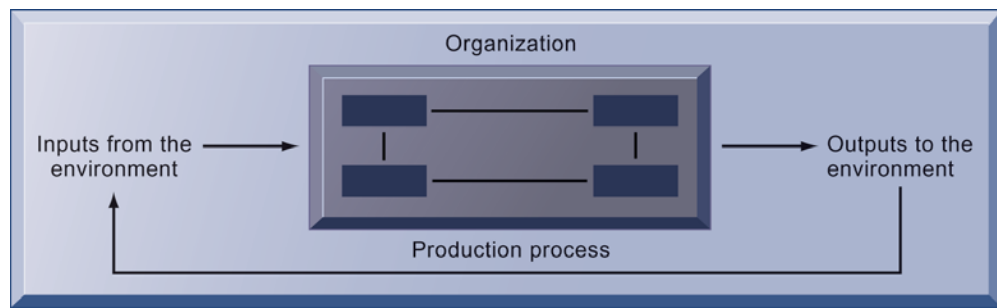 Organization
Inputs from the
environment
Outputs to the
environment
Production process